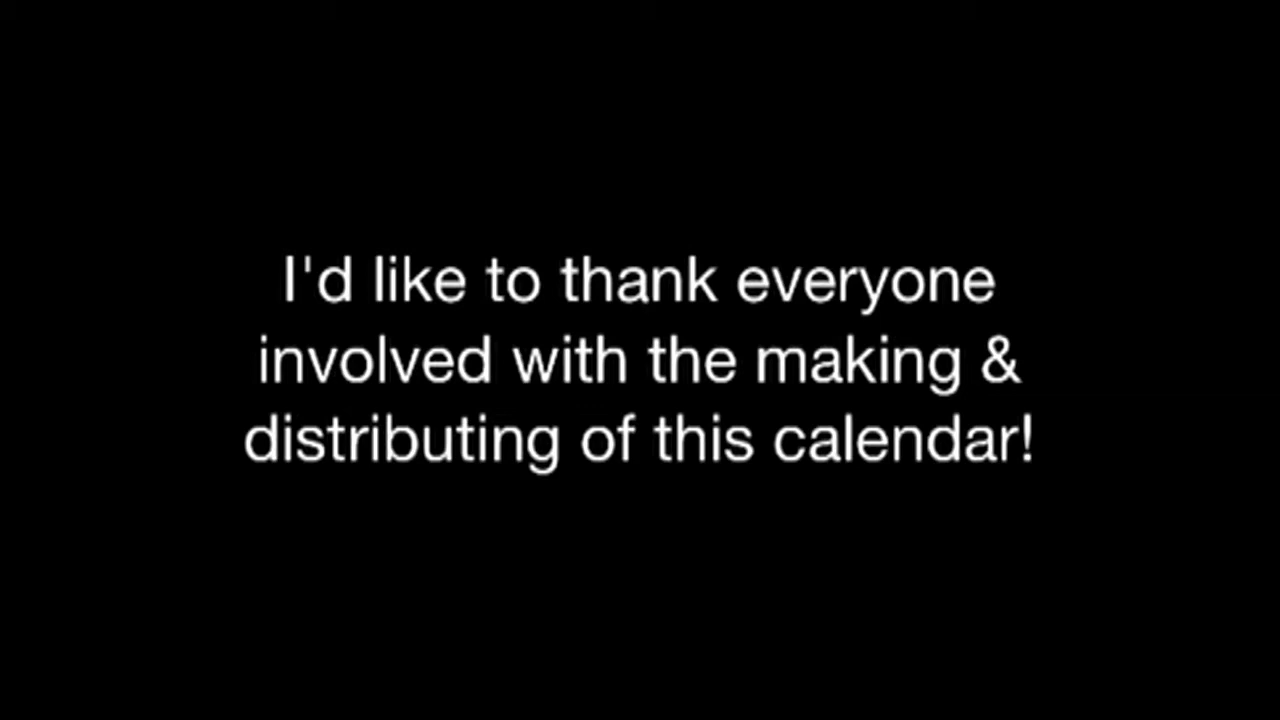 I'd like to thank everyone
involved with the making &
distributing of this calendar!